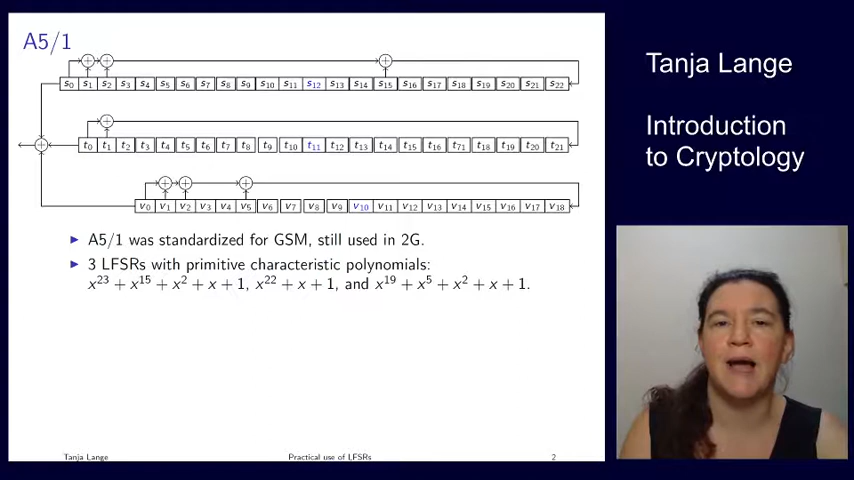 A5/1
s0 s1 s2 s3 s4 s5 s6 s7 s8 s9 s10 s11 s12 s13 s14 s15 s16 s17 s18 s19 s20 s21 s22
t0 t1 t2 t3 t4 t5 t6 t7 t8 t9 t10 t11 t12 t13 t14 t15 t16 t71 t18 t19 t20 t21
v0 v1 v2 v3 v4 v5 v6 v7 v8 v9 v10 v11 v12 v13 v14 v15 v16 v17 v18
▶ A5/1 was standardized for GSM, still used in 2G.
▶ 3 LFSRs with primitive characteristic polynomials:
x^23 + x^15 + x^2 + x + 1, x^22 + x + 1, and x^19 + x^5 + x^2 + x + 1.
Tanja Lange Practical use of LFSRs 2
Tanja Lange
Introduction
to Cryptology